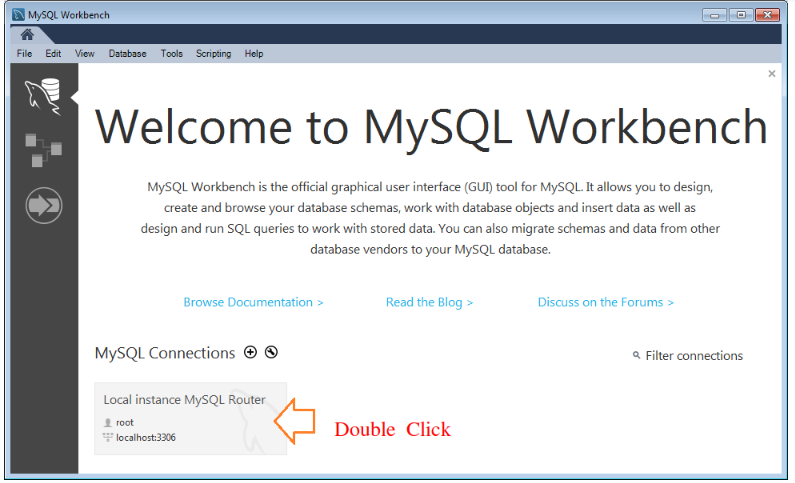 MySQL Workbench
File Edit View Database Tools Scripting Help
Welcome to MySQL Workbench
MySQL Workbench is the official graphical user interface (GUI) tool for MySQL. It allows you to design,
create and browse your database schemas, work with database objects and insert data as well as
design and run SQL queries to work with stored data. You can also migrate schemas and data from other
database vendors to your MySQL database.
Browse Documentation > Read the Blog > Discuss on the Forums >
MySQL Connections
Filter connections
Local instance MySQL Router
root
localhost:3306
Double Click